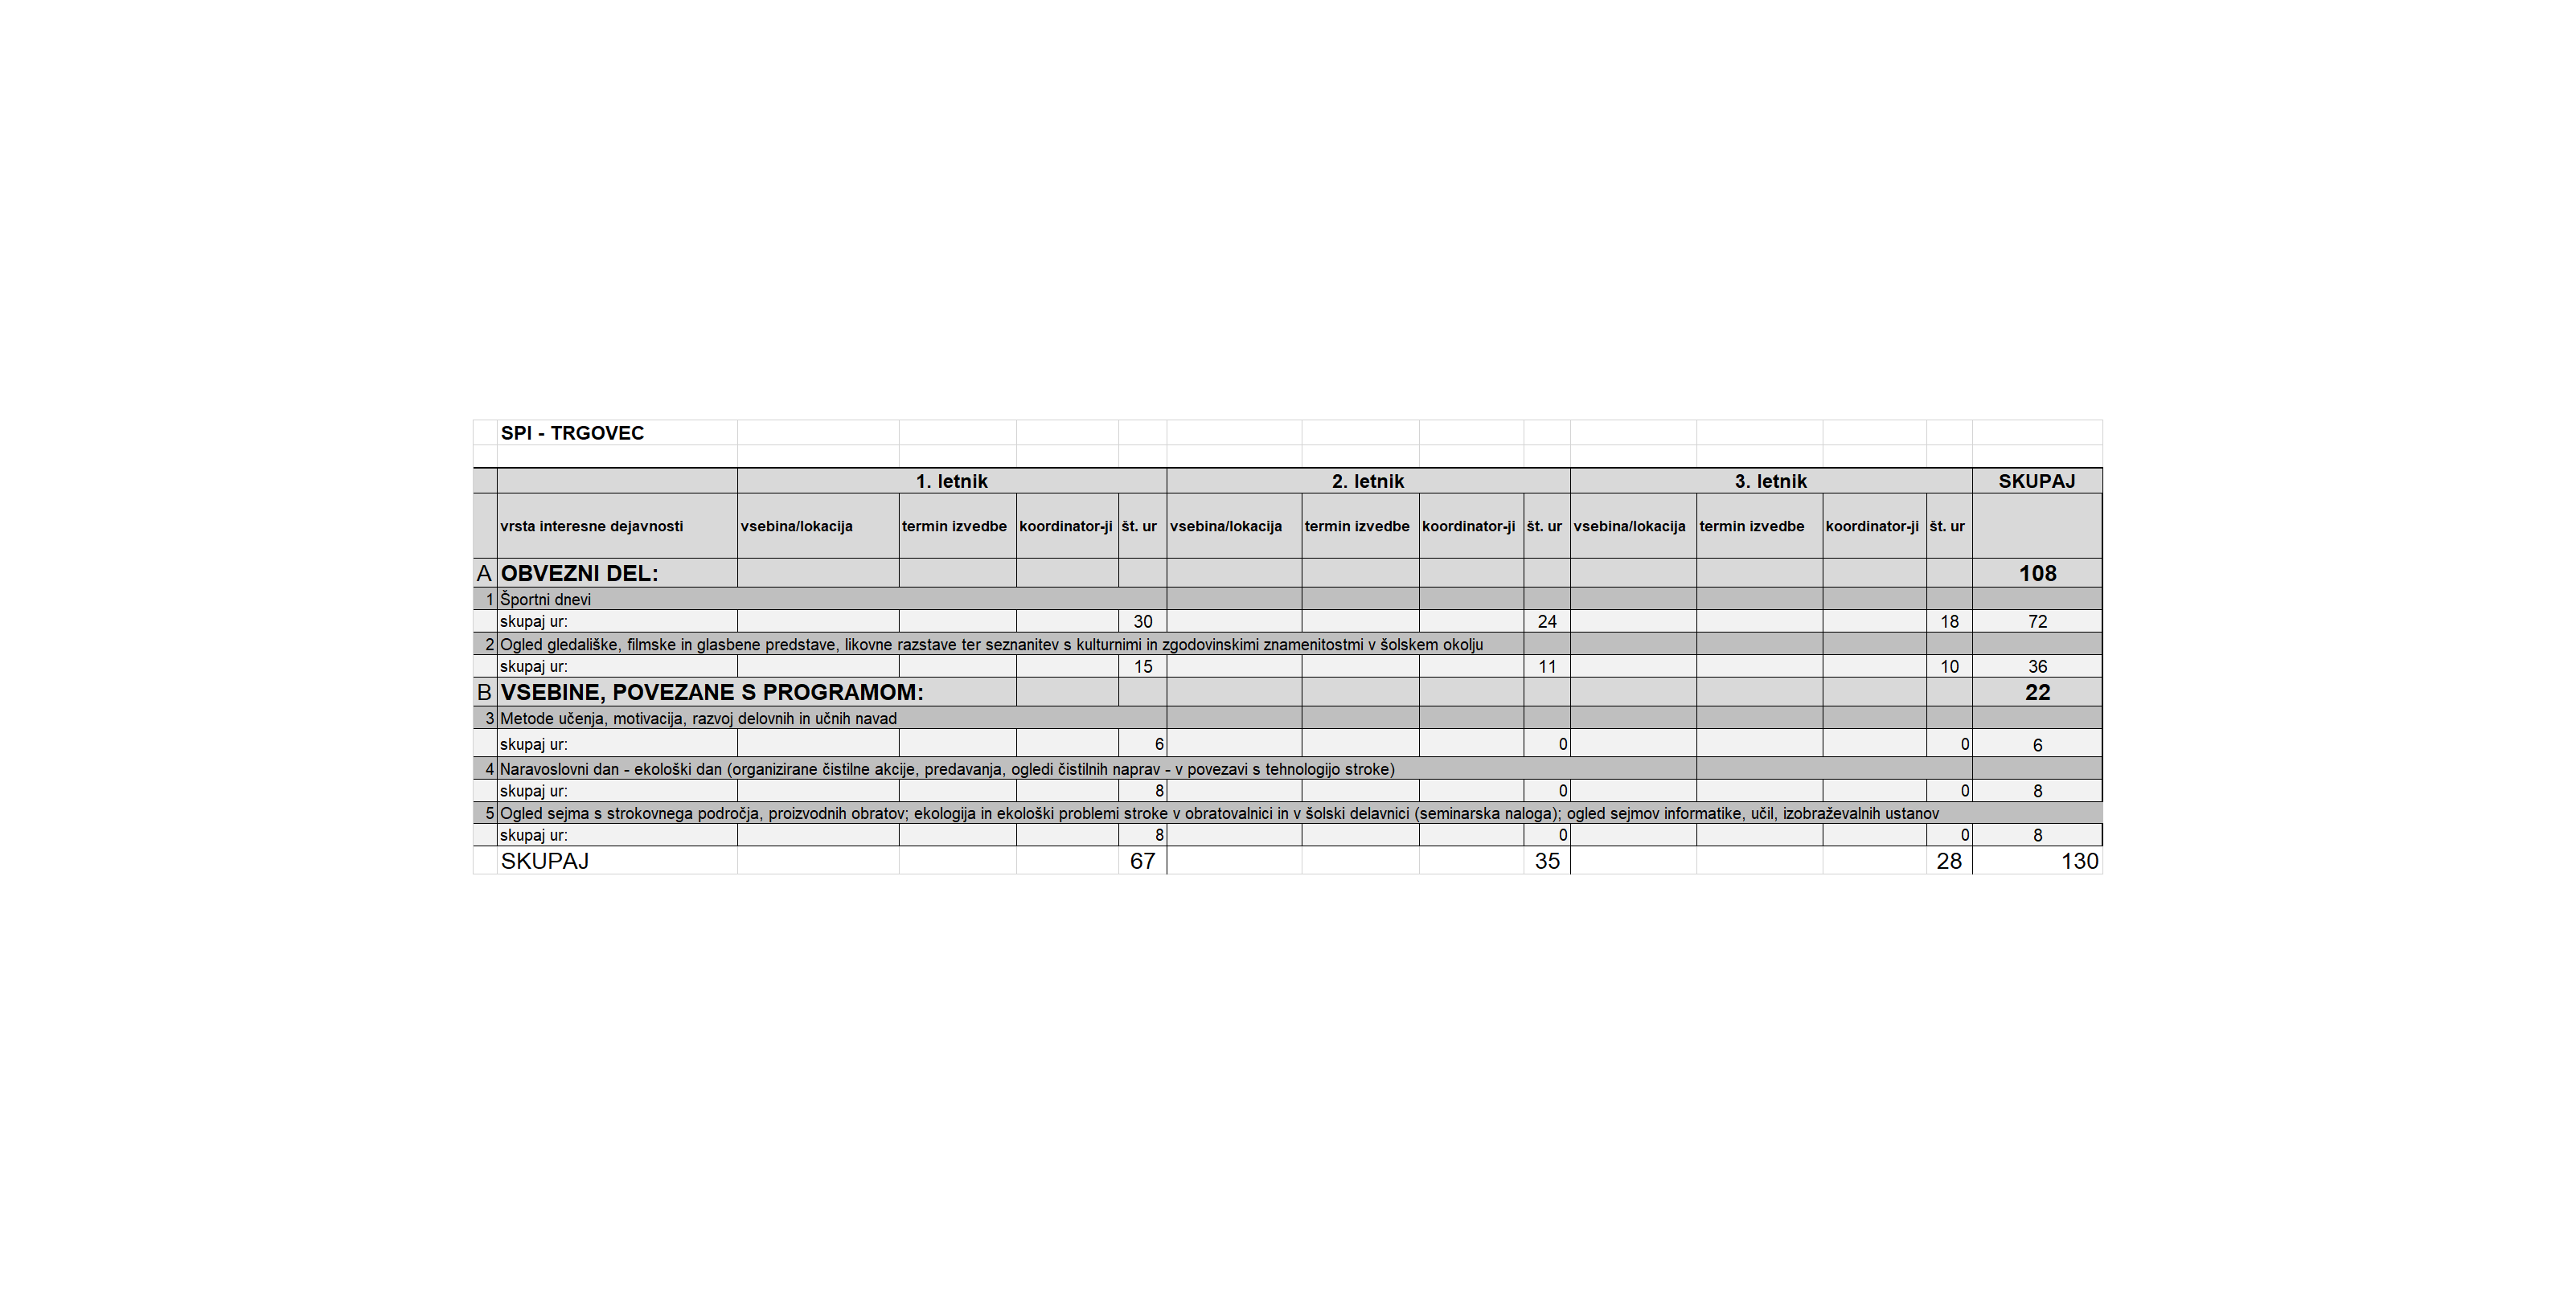 SPI - TRGOVEC
1. letnik 2. letnik 3. letnik SKUPAJ
vrsta interesne dejavnosti vsebina/lokacija termin izvedbe koordinator-ji št. ur vsebina/lokacija termin izvedbe koordinator-ji št. ur vsebina/lokacija termin izvedbe koordinator-ji št. ur
A OBVEZNI DEL: 108
1 Športni dnevi
skupaj ur: 30 24 18 72
2 Ogled gledališke, filmske in glasbene predstave, likovne razstave ter seznanitev s kulturnimi in zgodovinskimi znamenitostmi v šolskem okolju
skupaj ur: 15 11 10 36
B VSEBINE, POVEZANE S PROGRAMOM: 22
3 Metode učenja, motivacija, razvoj delovnih in učnih navad
skupaj ur: 6 0 0 6
4 Naravoslovni dan - ekološki dan (organizirane čistilne akcije, predavanja, ogledi čistilnih naprav - v povezavi s tehnologijo stroke)
skupaj ur: 8 0 0 8
5 Ogled sejma s strokovnega področja, proizvodnih obratov; ekologija in ekološki problemi stroke v obratovalnici in v šolski delavnici (seminarska naloga); ogled sejmov informatike, učil, izobraževalnih ustanov
skupaj ur: 8 0 0 8
SKUPAJ 67 35 28 130